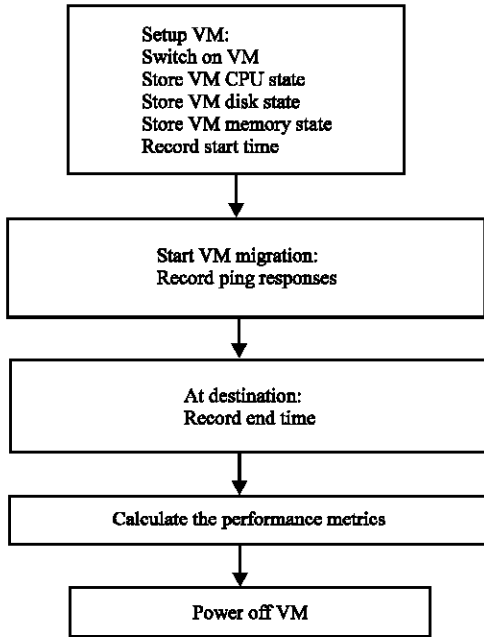 Setup VM:
Switch on VM
Store VM CPU state
Store VM disk state
Store VM memory state
Record start time
Start VM migration:
Record ping responses
At destination:
Record end time
Calculate the performance metrics
Power off VM